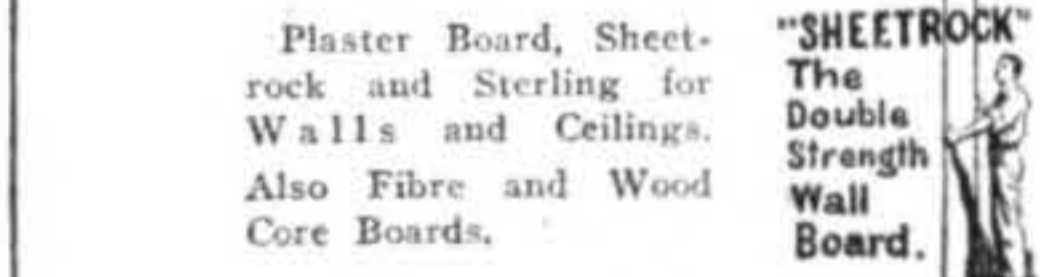 Plaster Board, Sheet-
rock and Sterling for
Walls and Ceilings.
Also Fibre and Wood
Core Boards.
"SHEETROCK"
The
Double
Strength
Wall
Board.